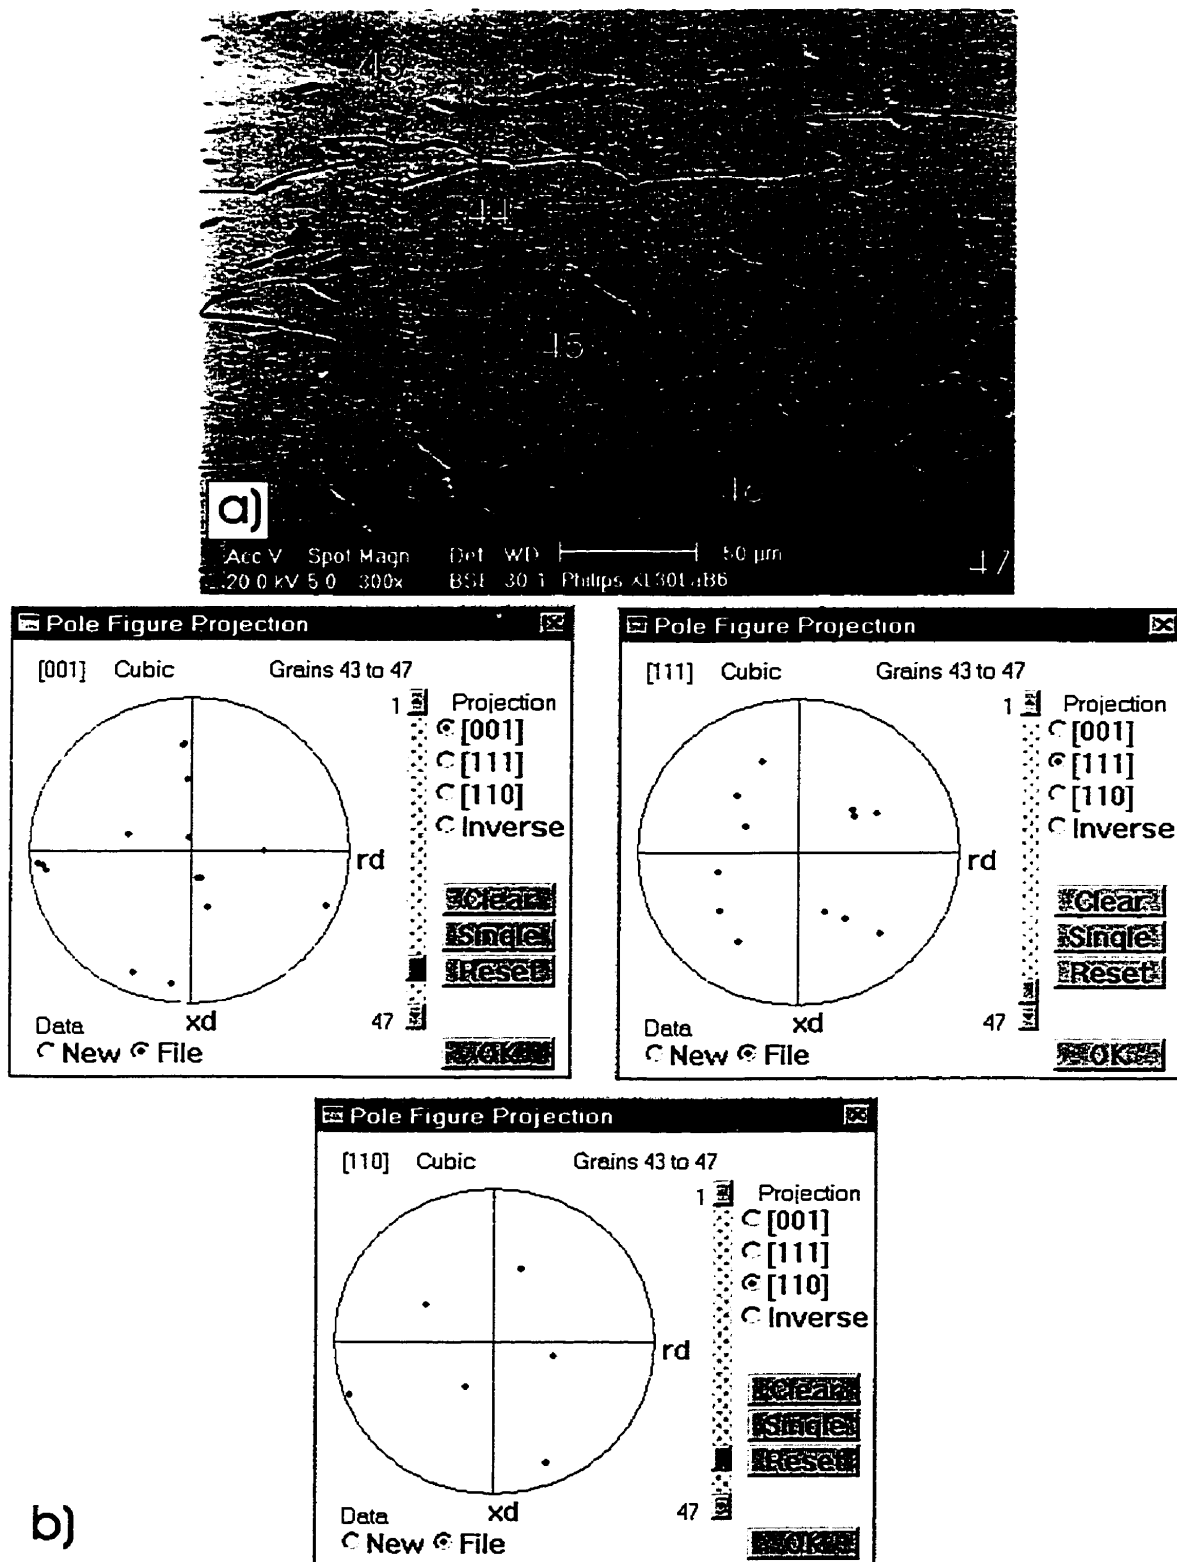 43
44
45
46
a)
Acc V Spot Magn Det WD 50 µm
20.0 kV 5.0 300x BSE 30.1 Philips XL30LaB6
47
Pole Figure Projection
[001] Cubic Grains 43 to 47
1 Projection
[001]
[111]
[110]
Inverse
rd
Clear
Single
Reset
xd
47
Data
New File
OK
Pole Figure Projection
[111] Cubic Grains 43 to 47
1 Projection
[001]
[111]
[110]
Inverse
rd
Clear
Single
Reset
xd
47
Data
New File
OK
Pole Figure Projection
[110] Cubic Grains 43 to 47
1 Projection
[001]
[111]
[110]
Inverse
rd
Clear
Single
Reset
xd
47
Data
New File
OK
b)